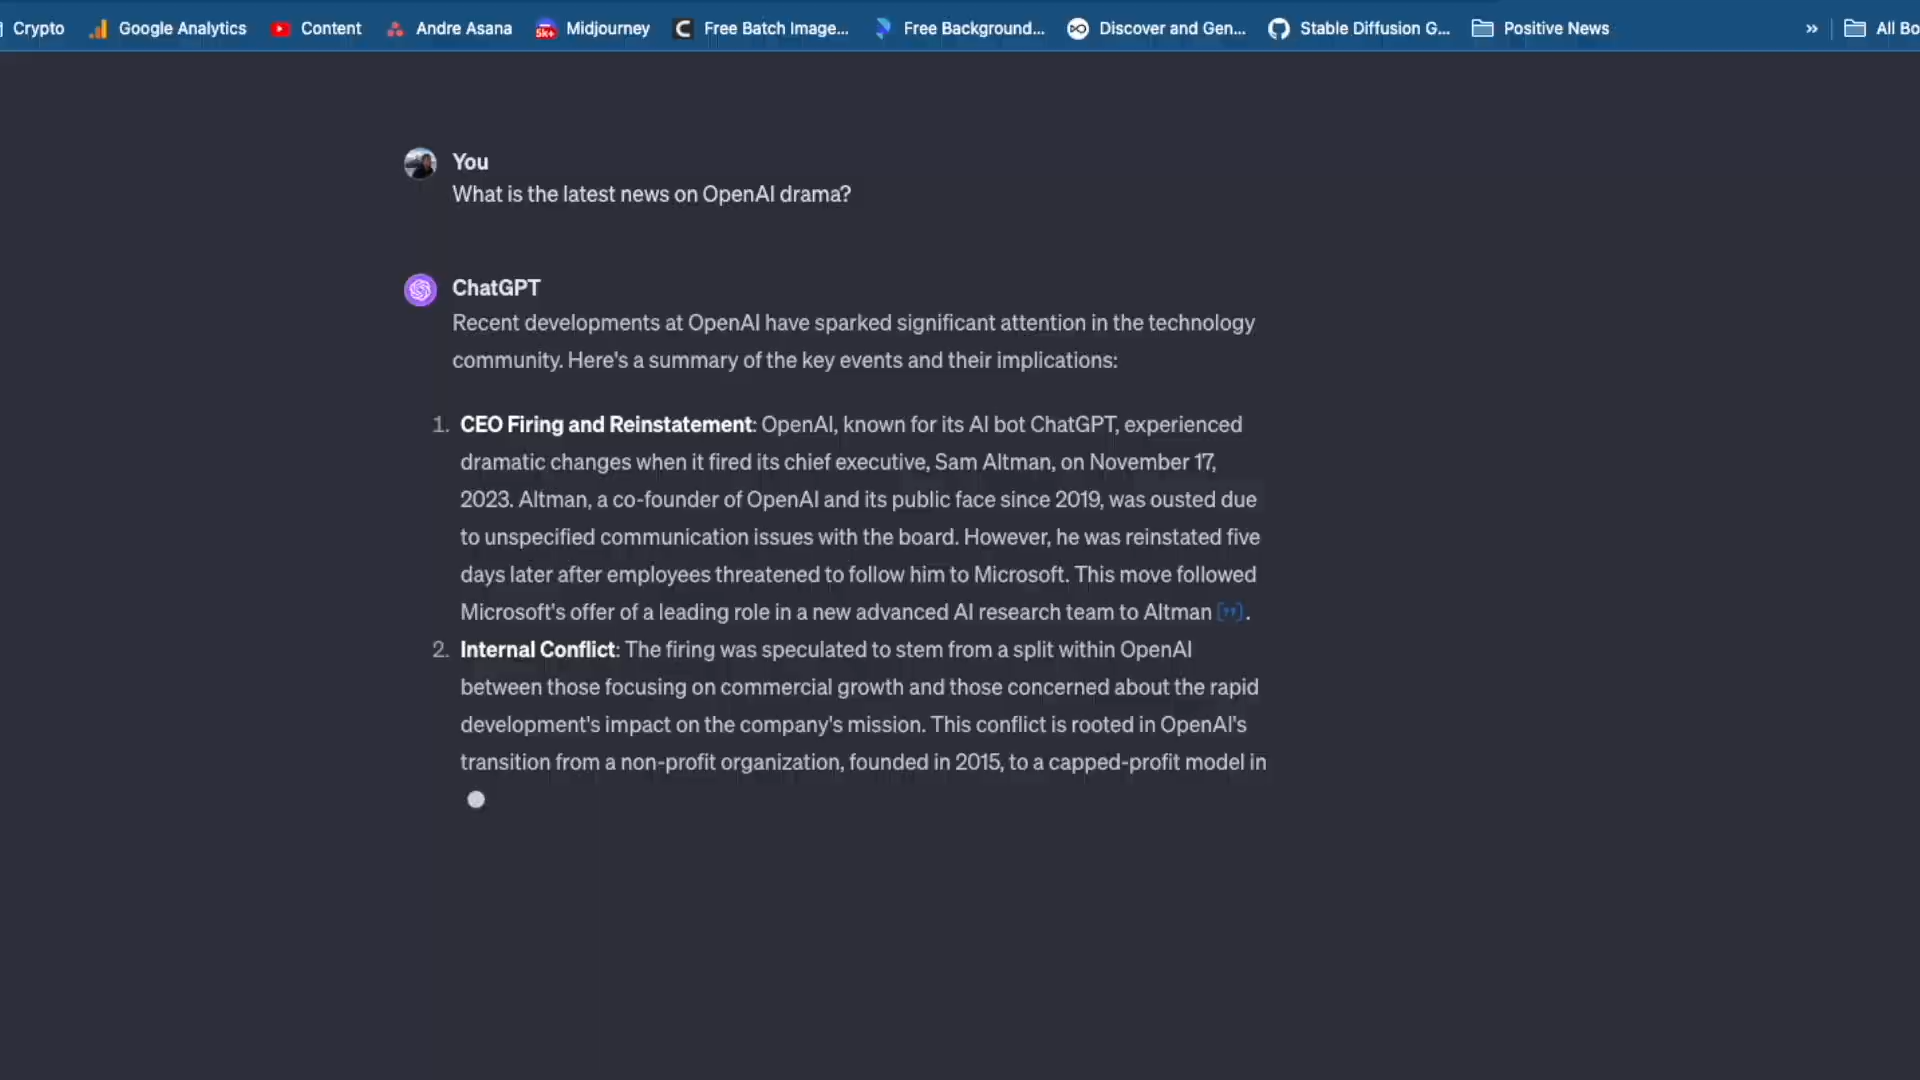 Crypto Google Analytics Content Andre Asana 5k+ Midjourney Free Batch Image... Free Background... Discover and Gen... Stable Diffusion G... Positive News » All Bo
You
What is the latest news on OpenAI drama?
ChatGPT
Recent developments at OpenAI have sparked significant attention in the technology
community. Here's a summary of the key events and their implications:
1. CEO Firing and Reinstatement: OpenAI, known for its AI bot ChatGPT, experienced
dramatic changes when it fired its chief executive, Sam Altman, on November 17,
2023. Altman, a co-founder of OpenAI and its public face since 2019, was ousted due
to unspecified communication issues with the board. However, he was reinstated five
days later after employees threatened to follow him to Microsoft. This move followed
Microsoft's offer of a leading role in a new advanced AI research team to Altman ["].
2. Internal Conflict: The firing was speculated to stem from a split within OpenAI
between those focusing on commercial growth and those concerned about the rapid
development's impact on the company's mission. This conflict is rooted in OpenAI's
transition from a non-profit organization, founded in 2015, to a capped-profit model in